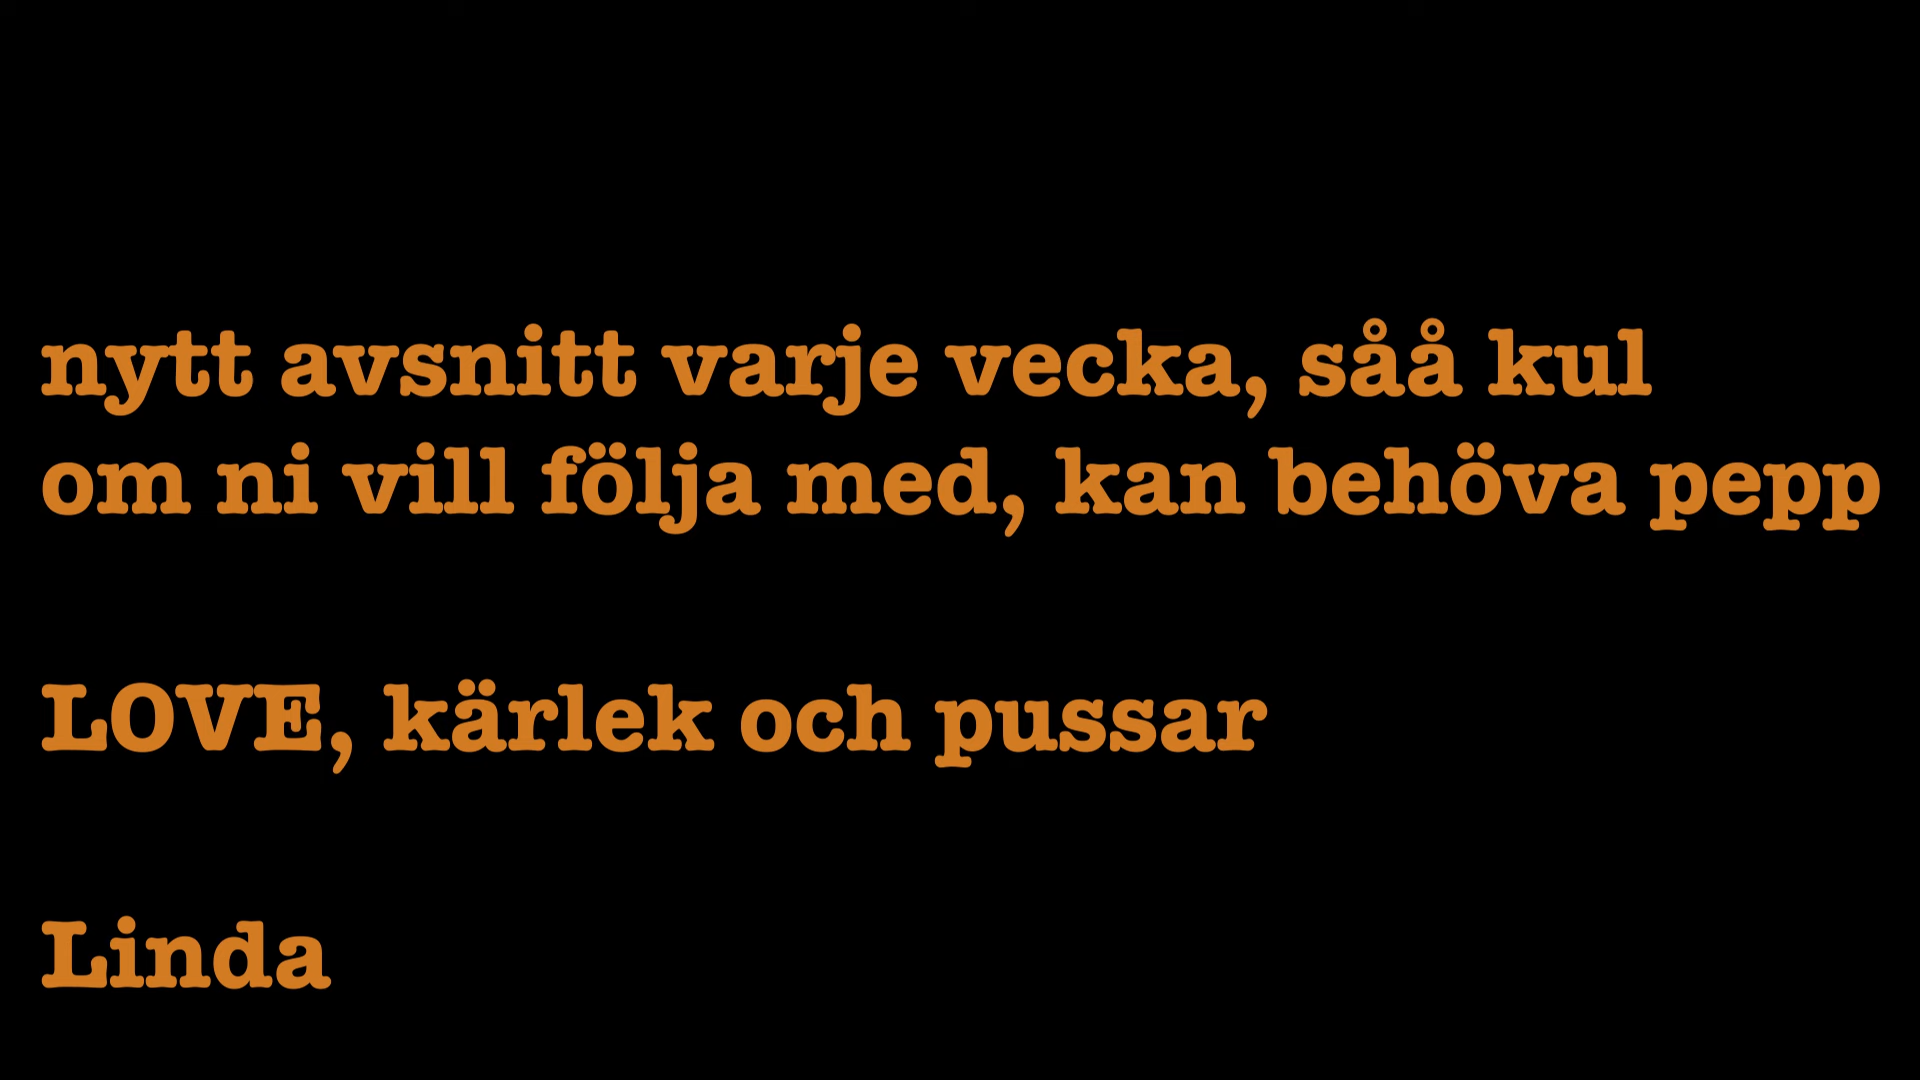 nytt avsnitt varje vecka, såå kul
om ni vill följa med, kan behöva pepp
LOVE, kärlek och pussar
Linda